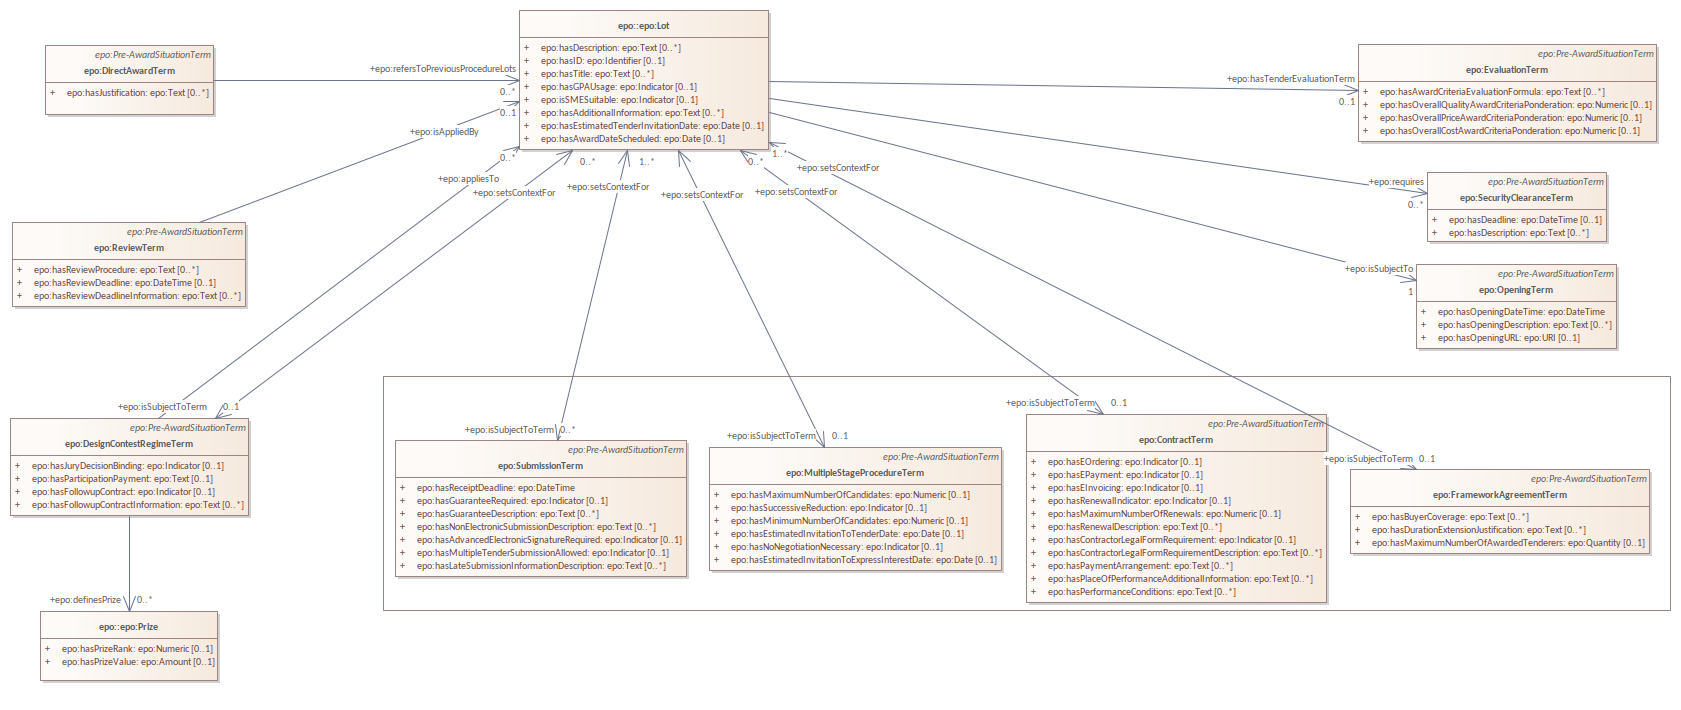 epo::epo:Lot
+ epo:hasDescription: epo:Text [0..*]
+ epo:hasID: epo:Identifier [0..1]
+ epo:hasTitle: epo:Text [0..*]
+ epo:hasGPAUsage: epo:Indicator [0..1]
+ epo:isSMESuitable: epo:Indicator [0..1]
+ epo:hasAdditionalInformation: epo:Text [0..*]
+ epo:hasEstimatedTenderInvitationDate: epo:Date [0..1]
+ epo:hasAwardDateScheduled: epo:Date [0..1]
epo:Pre-AwardSituationTerm
epo:DirectAwardTerm
+ epo:hasJustification: epo:Text [0..*]
+epo:refersToPreviousProcedureLots
0..*
0..1
+epo:isAppliedBy
0..*
+epo:appliesTo
+epo:setsContextFor
0..*
+epo:setsContextFor
1..*
+epo:setsContextFor
+epo:setsContextFor
0..*
1..*
+epo:setsContextFor
+epo:hasTenderEvaluationTerm
0..1
epo:Pre-AwardSituationTerm
epo:EvaluationTerm
+ epo:hasAwardCriteriaEvaluationFormula: epo:Text [0..*]
+ epo:hasOverallQualityAwardCriteriaPonderation: epo:Numeric [0..1]
+ epo:hasOverallPriceAwardCriteriaPonderation: epo:Numeric [0..1]
+ epo:hasOverallCostAwardCriteriaPonderation: epo:Numeric [0..1]
+epo:requires
0..*
epo:Pre-AwardSituationTerm
epo:SecurityClearanceTerm
+ epo:hasDeadline: epo:DateTime [0..1]
+ epo:hasDescription: epo:Text [0..*]
+epo:isSubjectTo
1
epo:Pre-AwardSituationTerm
epo:OpeningTerm
+ epo:hasOpeningDateTime: epo:DateTime
+ epo:hasOpeningDescription: epo:Text [0..*]
+ epo:hasOpeningURL: epo:URI [0..1]
epo:Pre-AwardSituationTerm
epo:ReviewTerm
+ epo:hasReviewProcedure: epo:Text [0..*]
+ epo:hasReviewDeadline: epo:DateTime [0..1]
+ epo:hasReviewDeadlineInformation: epo:Text [0..*]
+epo:isSubjectToTerm
0..1
epo:Pre-AwardSituationTerm
epo:DesignContestRegimeTerm
+ epo:hasJuryDecisionBinding: epo:Indicator [0..1]
+ epo:hasParticipationPayment: epo:Text [0..1]
+ epo:hasFollowupContract: epo:Indicator [0..1]
+ epo:hasFollowupContractInformation: epo:Text [0..*]
+epo:definesPrize
0..*
epo::epo:Prize
+ epo:hasPrizeRank: epo:Numeric [0..1]
+ epo:hasPrizeValue: epo:Amount [0..1]
+epo:isSubjectToTerm
0..*
epo:Pre-AwardSituationTerm
epo:SubmissionTerm
+ epo:hasReceiptDeadline: epo:DateTime
+ epo:hasGuaranteeRequired: epo:Indicator [0..1]
+ epo:hasGuaranteeDescription: epo:Text [0..*]
+ epo:hasNonElectronicSubmissionDescription: epo:Text [0..*]
+ epo:hasAdvancedElectronicSignatureRequired: epo:Indicator [0..1]
+ epo:hasMultipleTenderSubmissionAllowed: epo:Indicator [0..1]
+ epo:hasLateSubmissionInformationDescription: epo:Text [0..*]
+epo:isSubjectToTerm
0..1
epo:Pre-AwardSituationTerm
epo:MultipleStageProcedureTerm
+ epo:hasMaximumNumberOfCandidates: epo:Numeric [0..1]
+ epo:hasSuccessiveReduction: epo:Indicator [0..1]
+ epo:hasMinimumNumberOfCandidates: epo:Numeric [0..1]
+ epo:hasEstimatedInvitationToTenderDate: epo:Date [0..1]
+ epo:hasNoNegotiationNecessary: epo:Indicator [0..1]
+ epo:hasEstimatedInvitationToExpressInterestDate: epo:Date [0..1]
+epo:isSubjectToTerm
0..1
epo:Pre-AwardSituationTerm
epo:ContractTerm
+ epo:hasEOrdering: epo:Indicator [0..1]
+ epo:hasEPayment: epo:Indicator [0..1]
+ epo:hasEInvoicing: epo:Indicator [0..1]
+ epo:hasRenewalIndicator: epo:Indicator [0..1]
+ epo:hasMaximumNumberOfRenewals: epo:Numeric [0..1]
+ epo:hasRenewalDescription: epo:Text [0..*]
+ epo:hasContractorLegalFormRequirement: epo:Indicator [0..1]
+ epo:hasContractorLegalFormRequirementDescription: epo:Text [0..*]
+ epo:hasPaymentArrangement: epo:Text [0..*]
+ epo:hasPlaceOfPerformanceAdditionalInformation: epo:Text [0..*]
+ epo:hasPerformanceConditions: epo:Text [0..*]
+epo:isSubjectToTerm
0..1
epo:Pre-AwardSituationTerm
epo:FrameworkAgreementTerm
+ epo:hasBuyerCoverage: epo:Text [0..*]
+ epo:hasDurationExtensionJustification: epo:Text [0..*]
+ epo:hasMaximumNumberOfAwardedTenderers: epo:Quantity [0..1]